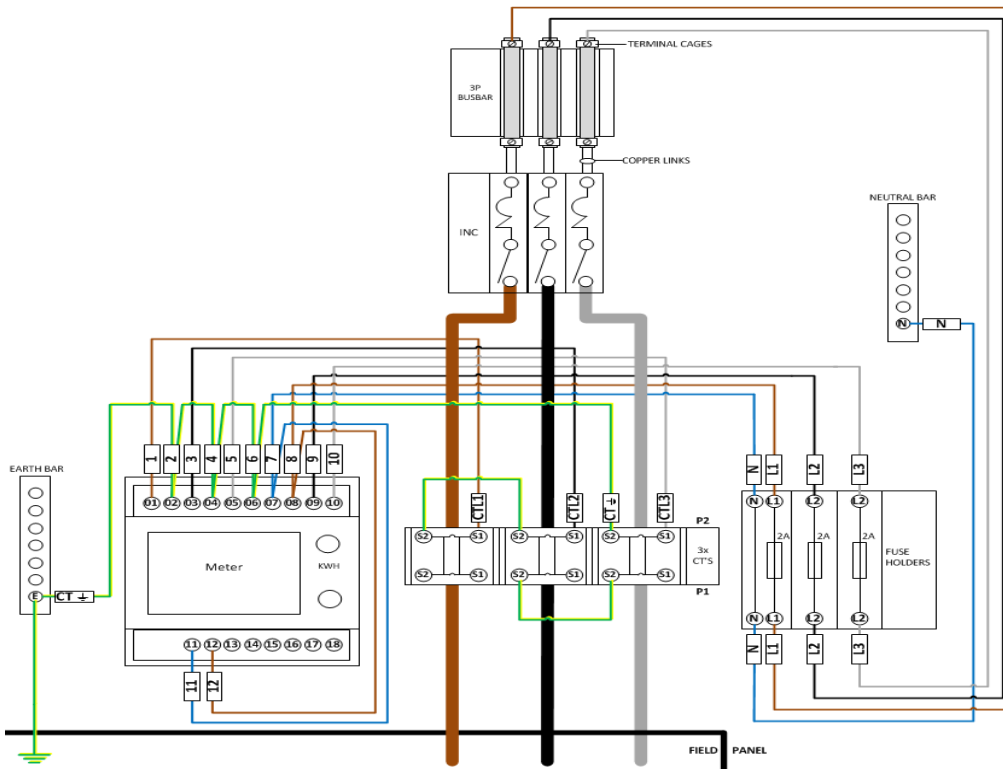 TERMINAL CAGES
3P
BUSBAR
COPPER LINKS
INC
NEUTRAL BAR
N
N
EARTH BAR
1
2
3
4
5
6
7
8
9
10
01
02
03
04
05
06
07
08
09
10
Meter
KWH
E
CT
11
12
13
14
15
16
17
18
11
12
CTL1
CTL2
CT
CTL3
P2
S2
S1
S2
S1
S2
S1
3x
CT'S
S2
S1
S2
S1
S2
S1
P1
N
L1
L2
L3
N
L1
L2
L2
2A
2A
2A
FUSE
HOLDERS
N
L1
L2
L2
N
L1
L2
L3
FIELD
PANEL